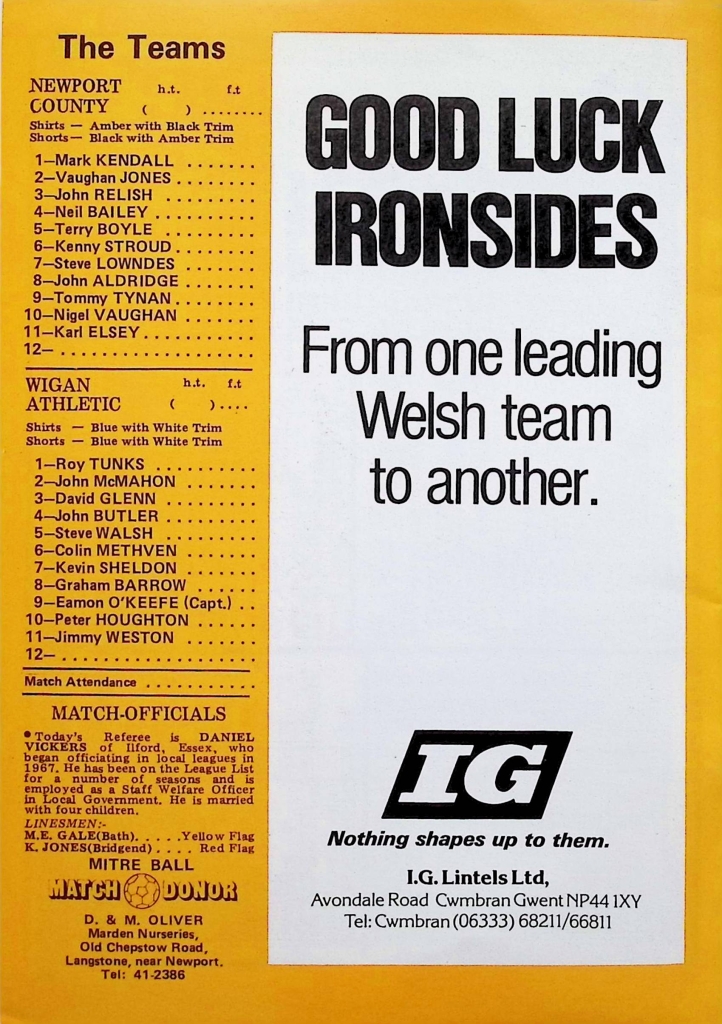 The Teams
NEWPORT h.t. f.t
COUNTY ( ) ........
Shirts — Amber with Black Trim
Shorts — Black with Amber Trim
1—Mark KENDALL .......
2—Vaughan JONES .......
3—John RELISH .......
4—Neil BAILEY .........
5—Terry BOYLE ........
6—Kenny STROUD .......
7—Steve LOWNDES .......
8—John ALDRIDGE .......
9—Tommy TYNAN ........
10—Nigel VAUGHAN .......
11—Karl ELSEY ..........
12— ...................
WIGAN h.t. f.t
ATHLETIC ( ) ....
Shirts — Blue with White Trim
Shorts — Blue with White Trim
1—Roy TUNKS .........
2—John McMAHON .......
3—David GLENN ........
4—John BUTLER ........
5—Steve WALSH ........
6—Colin METHVEN .......
7—Kevin SHELDON .......
8—Graham BARROW ......
9—Eamon O'KEEFE (Capt.) ..
10—Peter HOUGHTON ......
11—Jimmy WESTON .......
12— ...................
Match Attendance ...........
MATCH-OFFICIALS
● Today's Referee is DANIEL
VICKERS of Ilford, Essex, who
began officiating in local leagues in
1967. He has been on the League List
for a number of seasons and is
employed as a Staff Welfare Officer
in Local Government. He is married
with four children.
LINESMEN:-
M.E. GALE(Bath). . . . .Yellow Flag
K. JONES(Bridgend) . . . . Red Flag
MITRE BALL
MATCH DONOR
D. & M. OLIVER
Marden Nurseries,
Old Chepstow Road,
Langstone, near Newport.
Tel: 41-2386
GOOD LUCK
IRONSIDES
From one leading
Welsh team
to another.
IG
Nothing shapes up to them.
I.G. Lintels Ltd,
Avondale Road Cwmbran Gwent NP44 1XY
Tel: Cwmbran (06333) 68211/66811